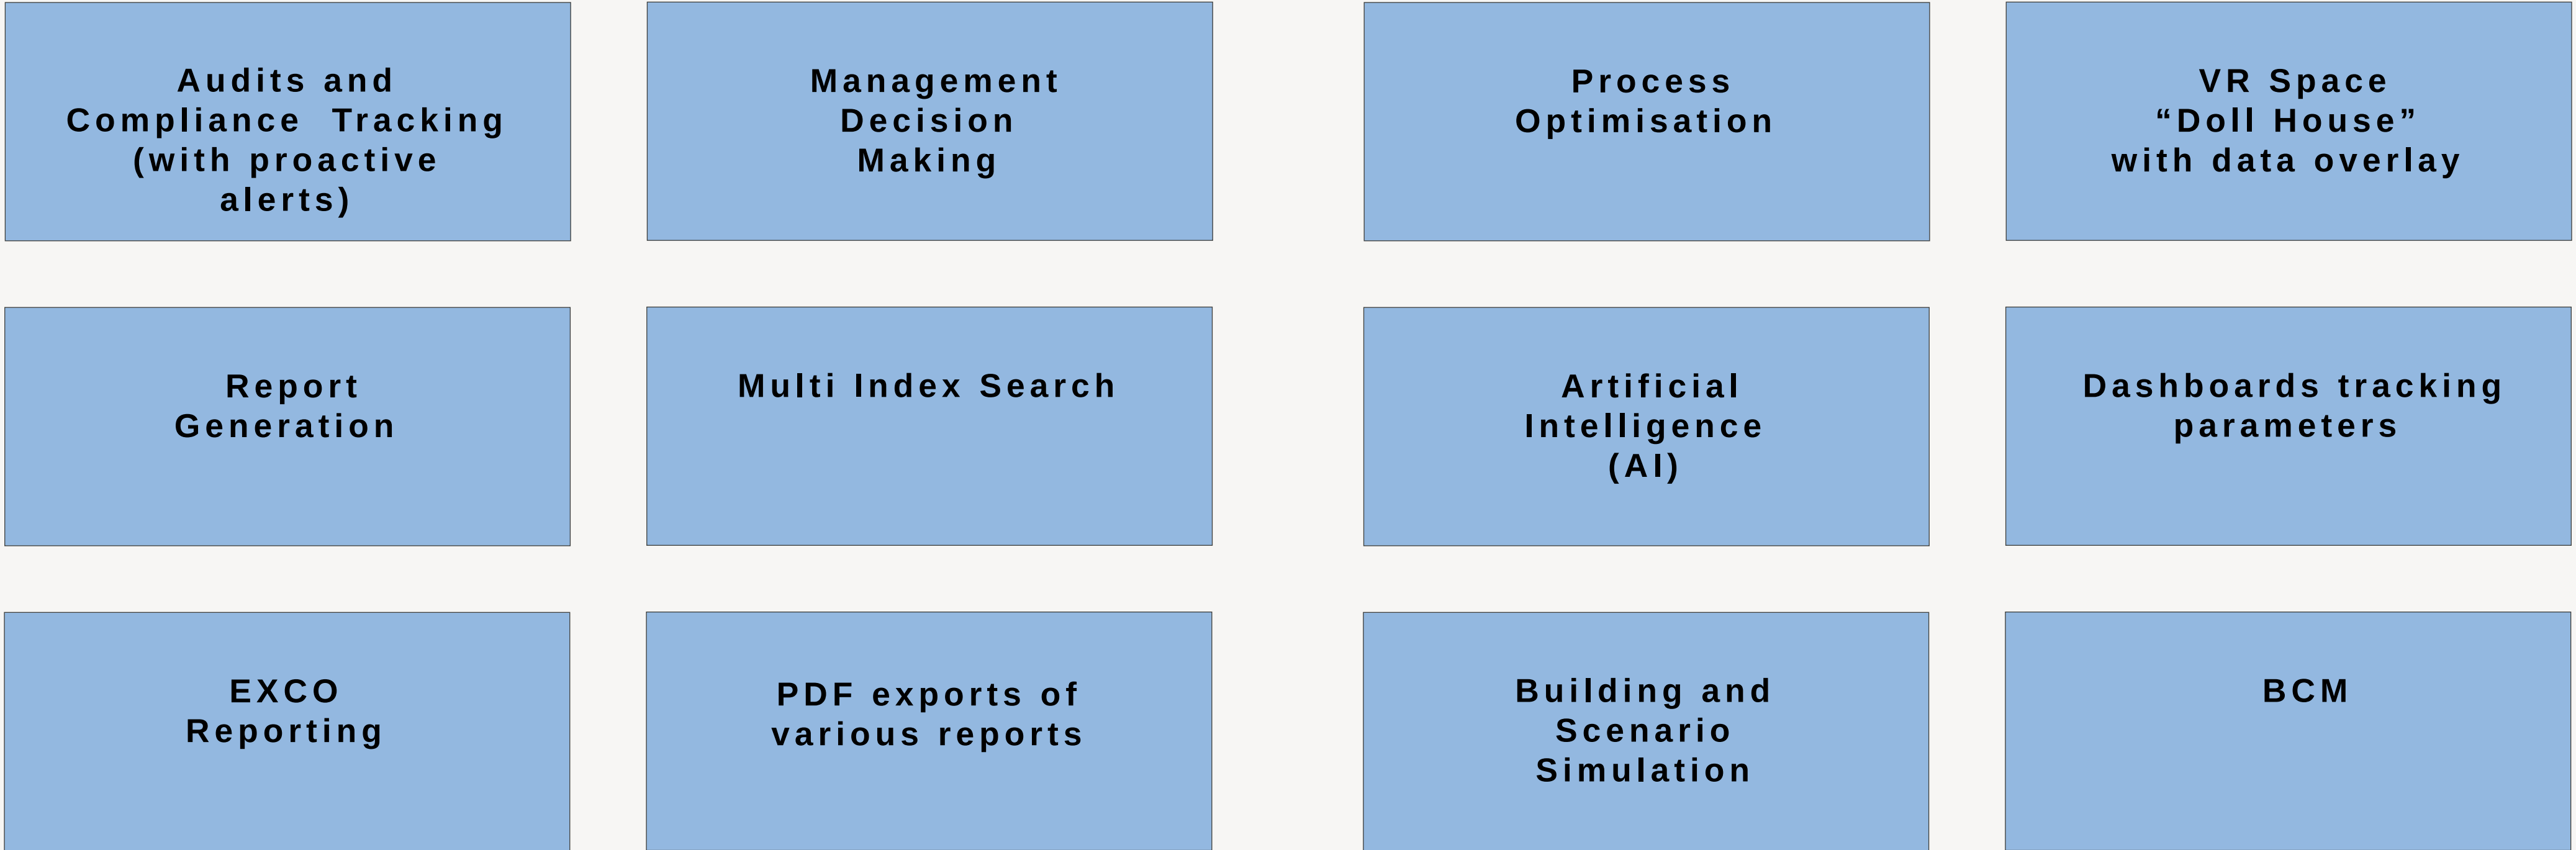 Audits and
Compliance  Tracking
(with proactive
alerts)
Management
Decision
Making
Process
Optimisation
VR Space
“Doll House”
with data overlay
Report
Generation
Multi Index Search
Artificial
Intelligence
(AI)
Dashboards tracking
parameters
EXCO
Reporting
PDF exports of
various reports
Building and
Scenario
Simulation
BCM